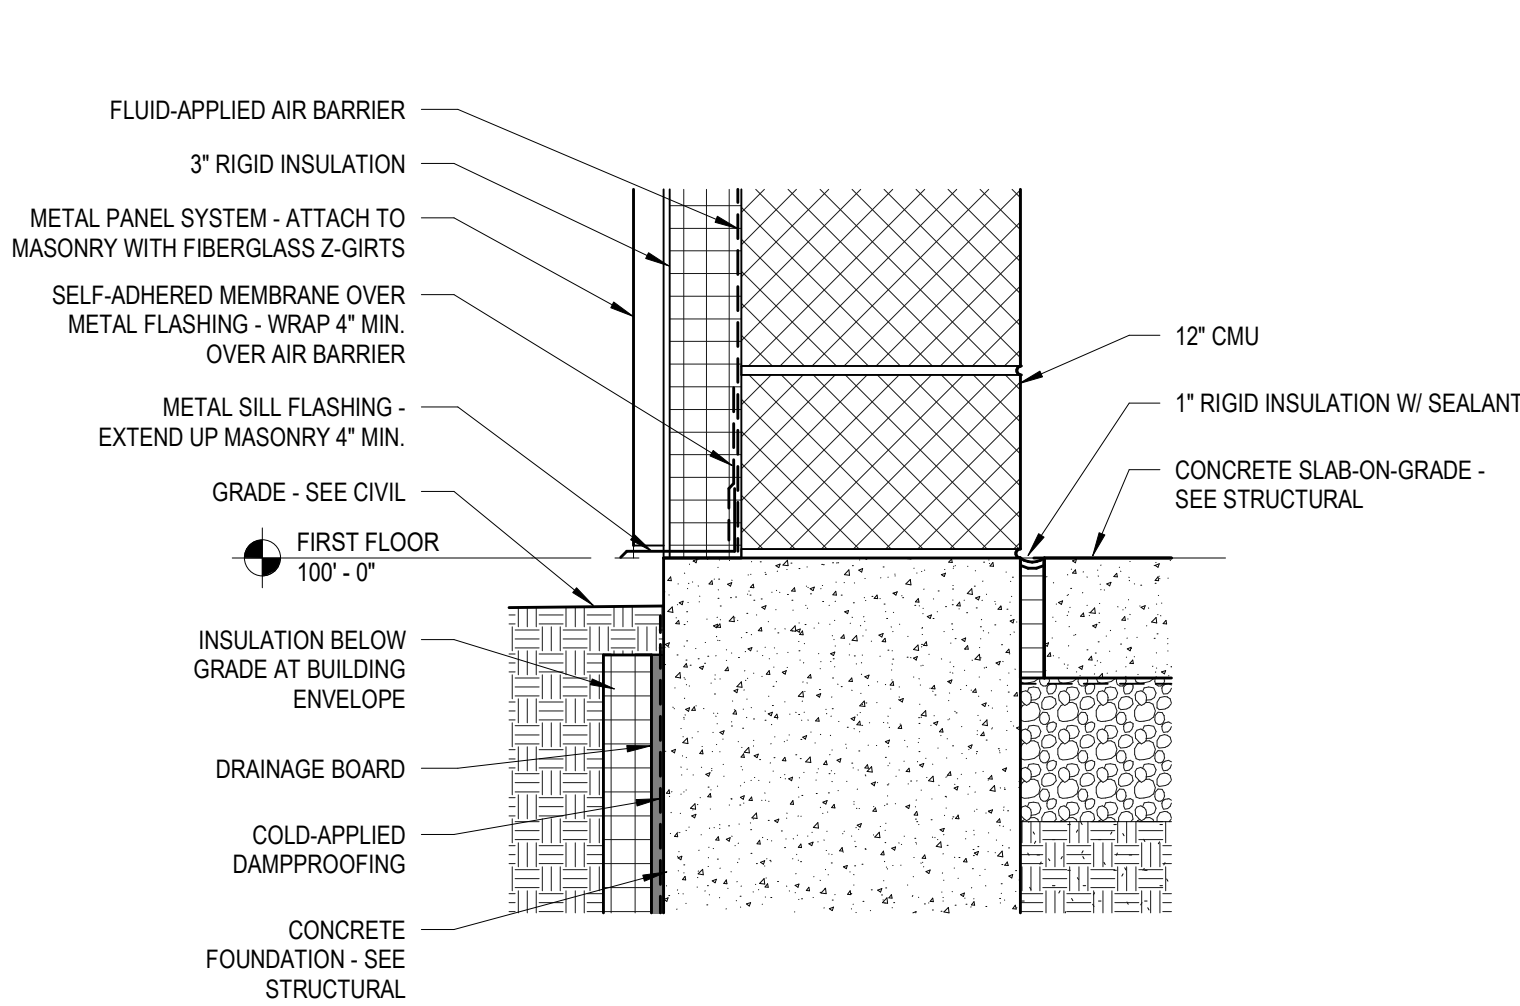 FLUID-APPLIED AIR BARRIER
3" RIGID INSULATION
METAL PANEL SYSTEM - ATTACH TO
MASONRY WITH FIBERGLASS Z-GIRTS
SELF-ADHERED MEMBRANE OVER
METAL FLASHING - WRAP 4" MIN.
OVER AIR BARRIER
METAL SILL FLASHING -
EXTEND UP MASONRY 4" MIN.
GRADE - SEE CIVIL
FIRST FLOOR
100' - 0"
INSULATION BELOW
GRADE AT BUILDING
ENVELOPE
DRAINAGE BOARD
COLD-APPLIED
DAMPPROOFING
CONCRETE
FOUNDATION - SEE
STRUCTURAL
12" CMU
1" RIGID INSULATION W/ SEALANT
CONCRETE SLAB-ON-GRADE -
SEE STRUCTURAL